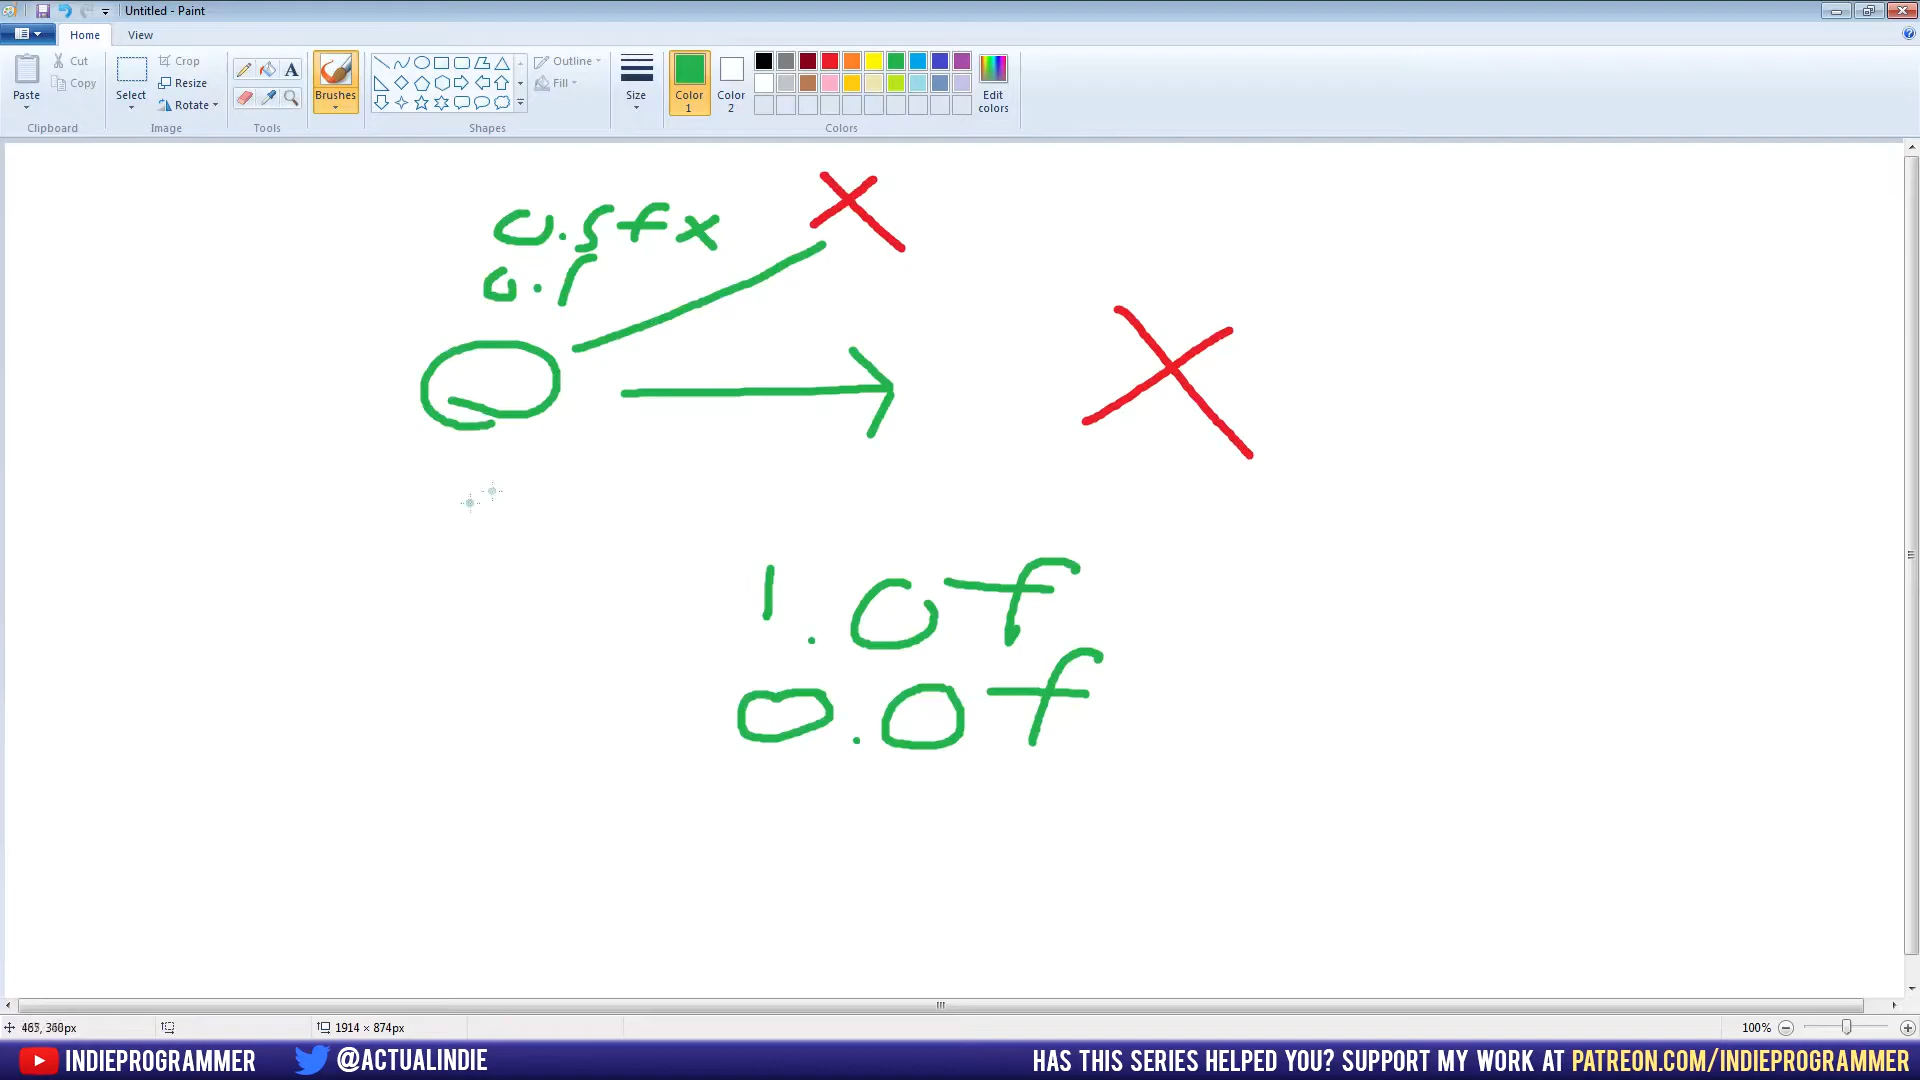 Untitled - Paint
Home
View
Paste
Cut
Copy
Clipboard
Select
Crop
Resize
Rotate
Image
A
Tools
Brushes
Shapes
Outline
Fill
Size
Color 1
Color 2
Edit colors
Colors
0.5fx
1.0f
0.0f
465, 360px
1914 × 874px
100%
INDIEPROGRAMMER
@ACTUALINDIE
HAS THIS SERIES HELPED YOU? SUPPORT MY WORK AT PATREON.COM/INDIEPROGRAMMER